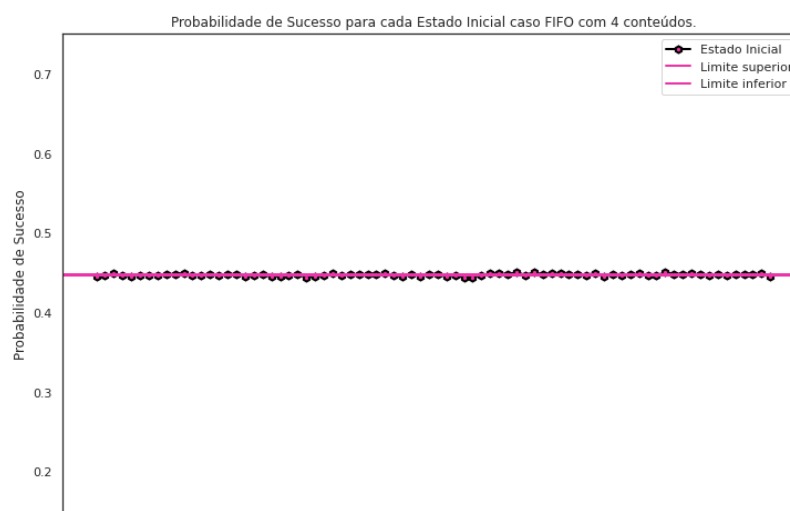 Probabilidade de Sucesso para cada Estado Inicial caso FIFO com 4 conteúdos.
Estado Inicial
Limite superior
Limite inferior
0.7
0.6
0.5
0.4
0.3
0.2
Probabilidade de Sucesso